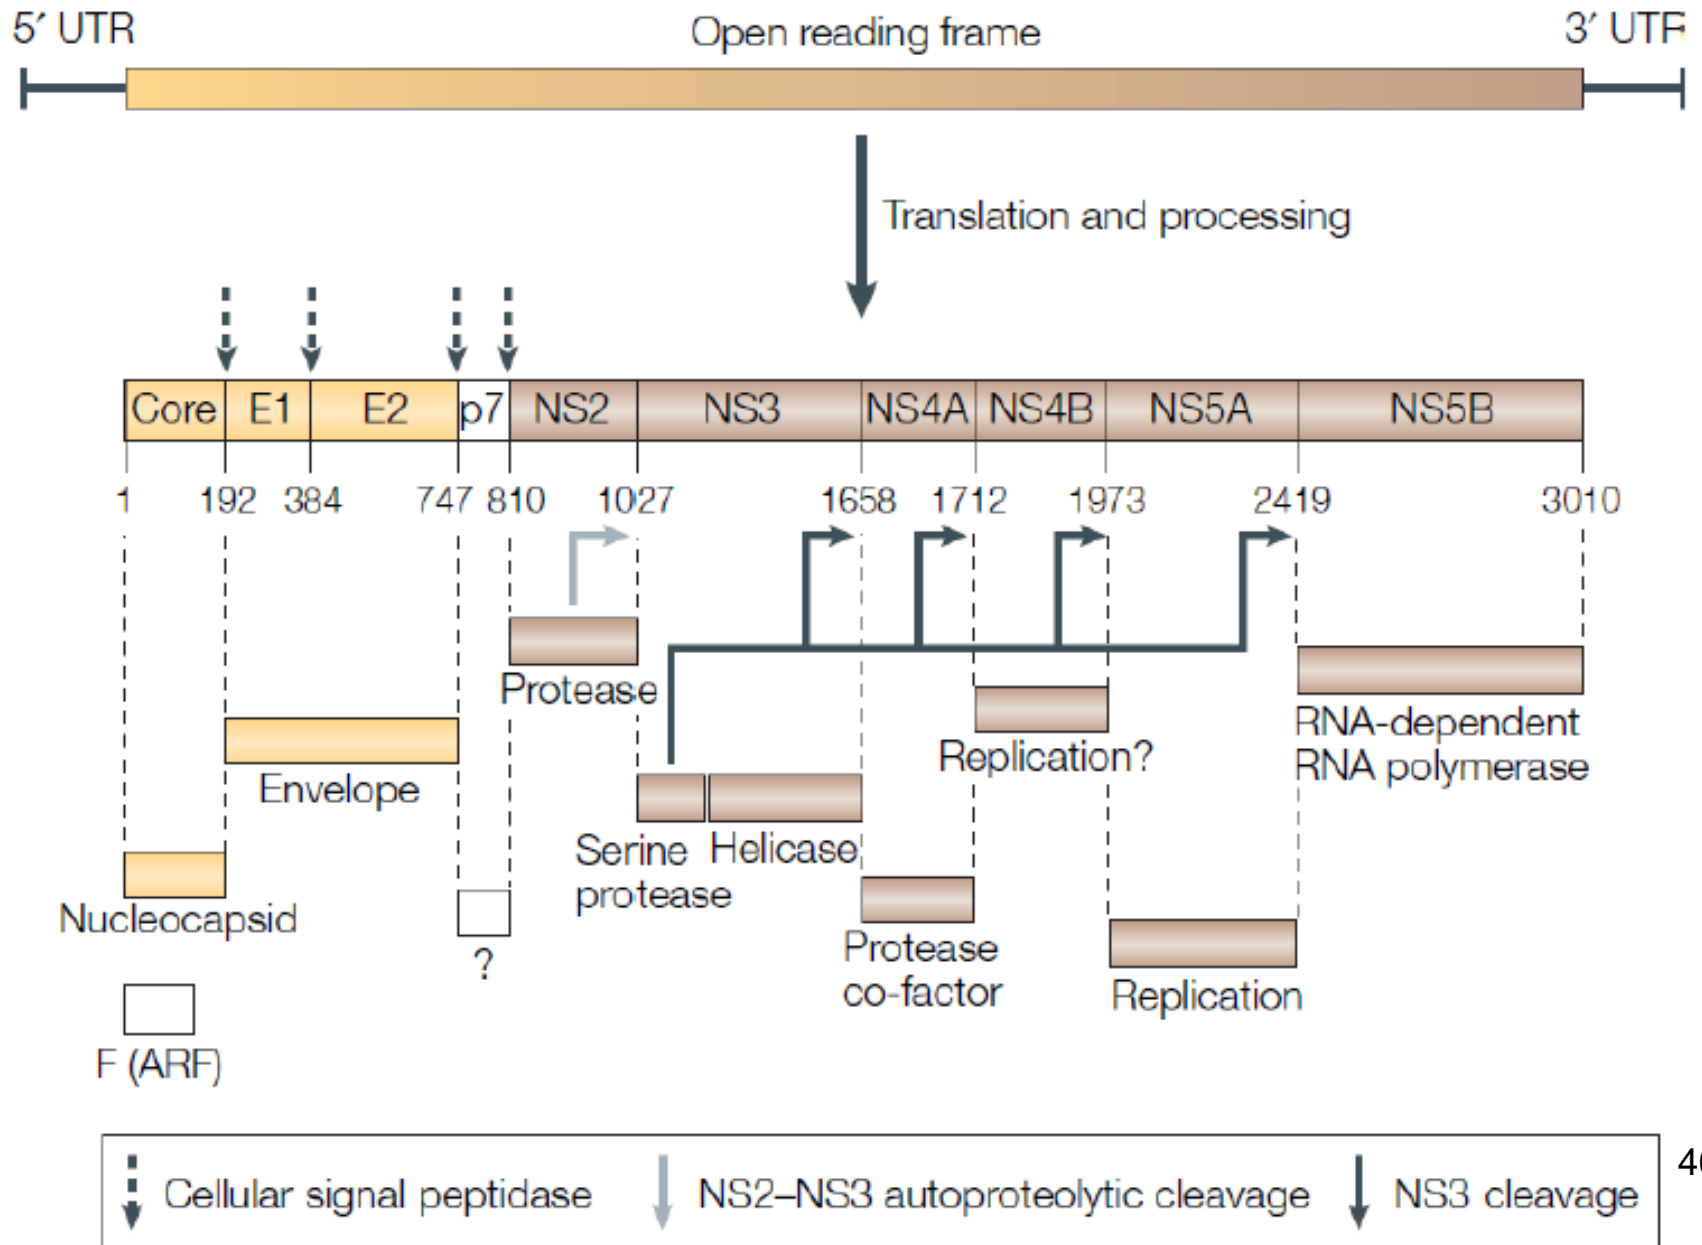 5′ UTR
Open reading frame
3′ UTR
Translation and processing
Core
E1
E2
p7
NS2
NS3
NS4A
NS4B
NS5A
NS5B
1
192
384
747
810
1027
1658
1712
1973
2419
3010
Protease
Envelope
Nucleocapsid
F (ARF)
?
Serine
protease
Helicase
Protease
co-factor
Replication?
Replication
RNA-dependent
RNA polymerase
Cellular signal peptidase
NS2–NS3 autoproteolytic cleavage
NS3 cleavage